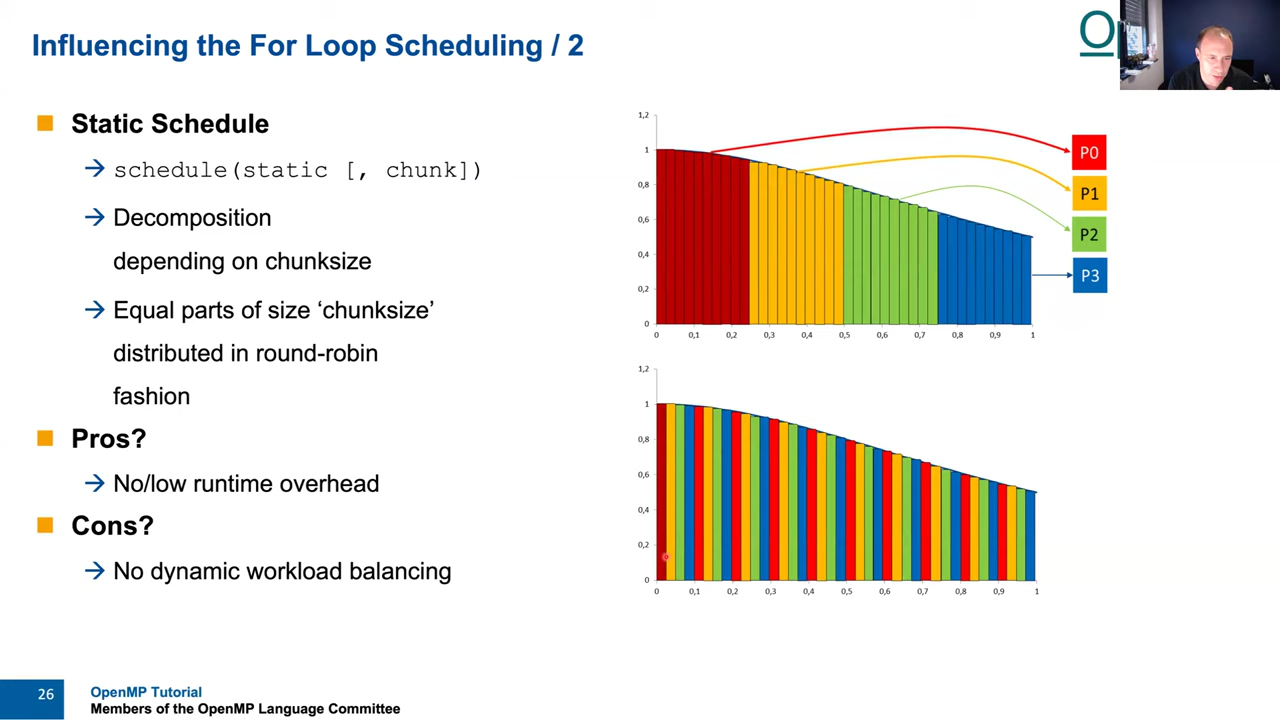 Influencing the For Loop Scheduling / 2
Static Schedule
→ schedule(static [, chunk])
→ Decomposition
depending on chunksize
→ Equal parts of size ‘chunksize’
distributed in round-robin
fashion
Pros?
→ No/low runtime overhead
Cons?
→ No dynamic workload balancing
1,2
1
0,8
0,6
0,4
0,2
0
0 0,1 0,2 0,3 0,4 0,5 0,6 0,7 0,8 0,9 1
P0
P1
P2
P3
1,2
1
0,8
0,6
0,4
0,2
0
0 0,1 0,2 0,3 0,4 0,5 0,6 0,7 0,8 0,9 1
26
OpenMP Tutorial
Members of the OpenMP Language Committee